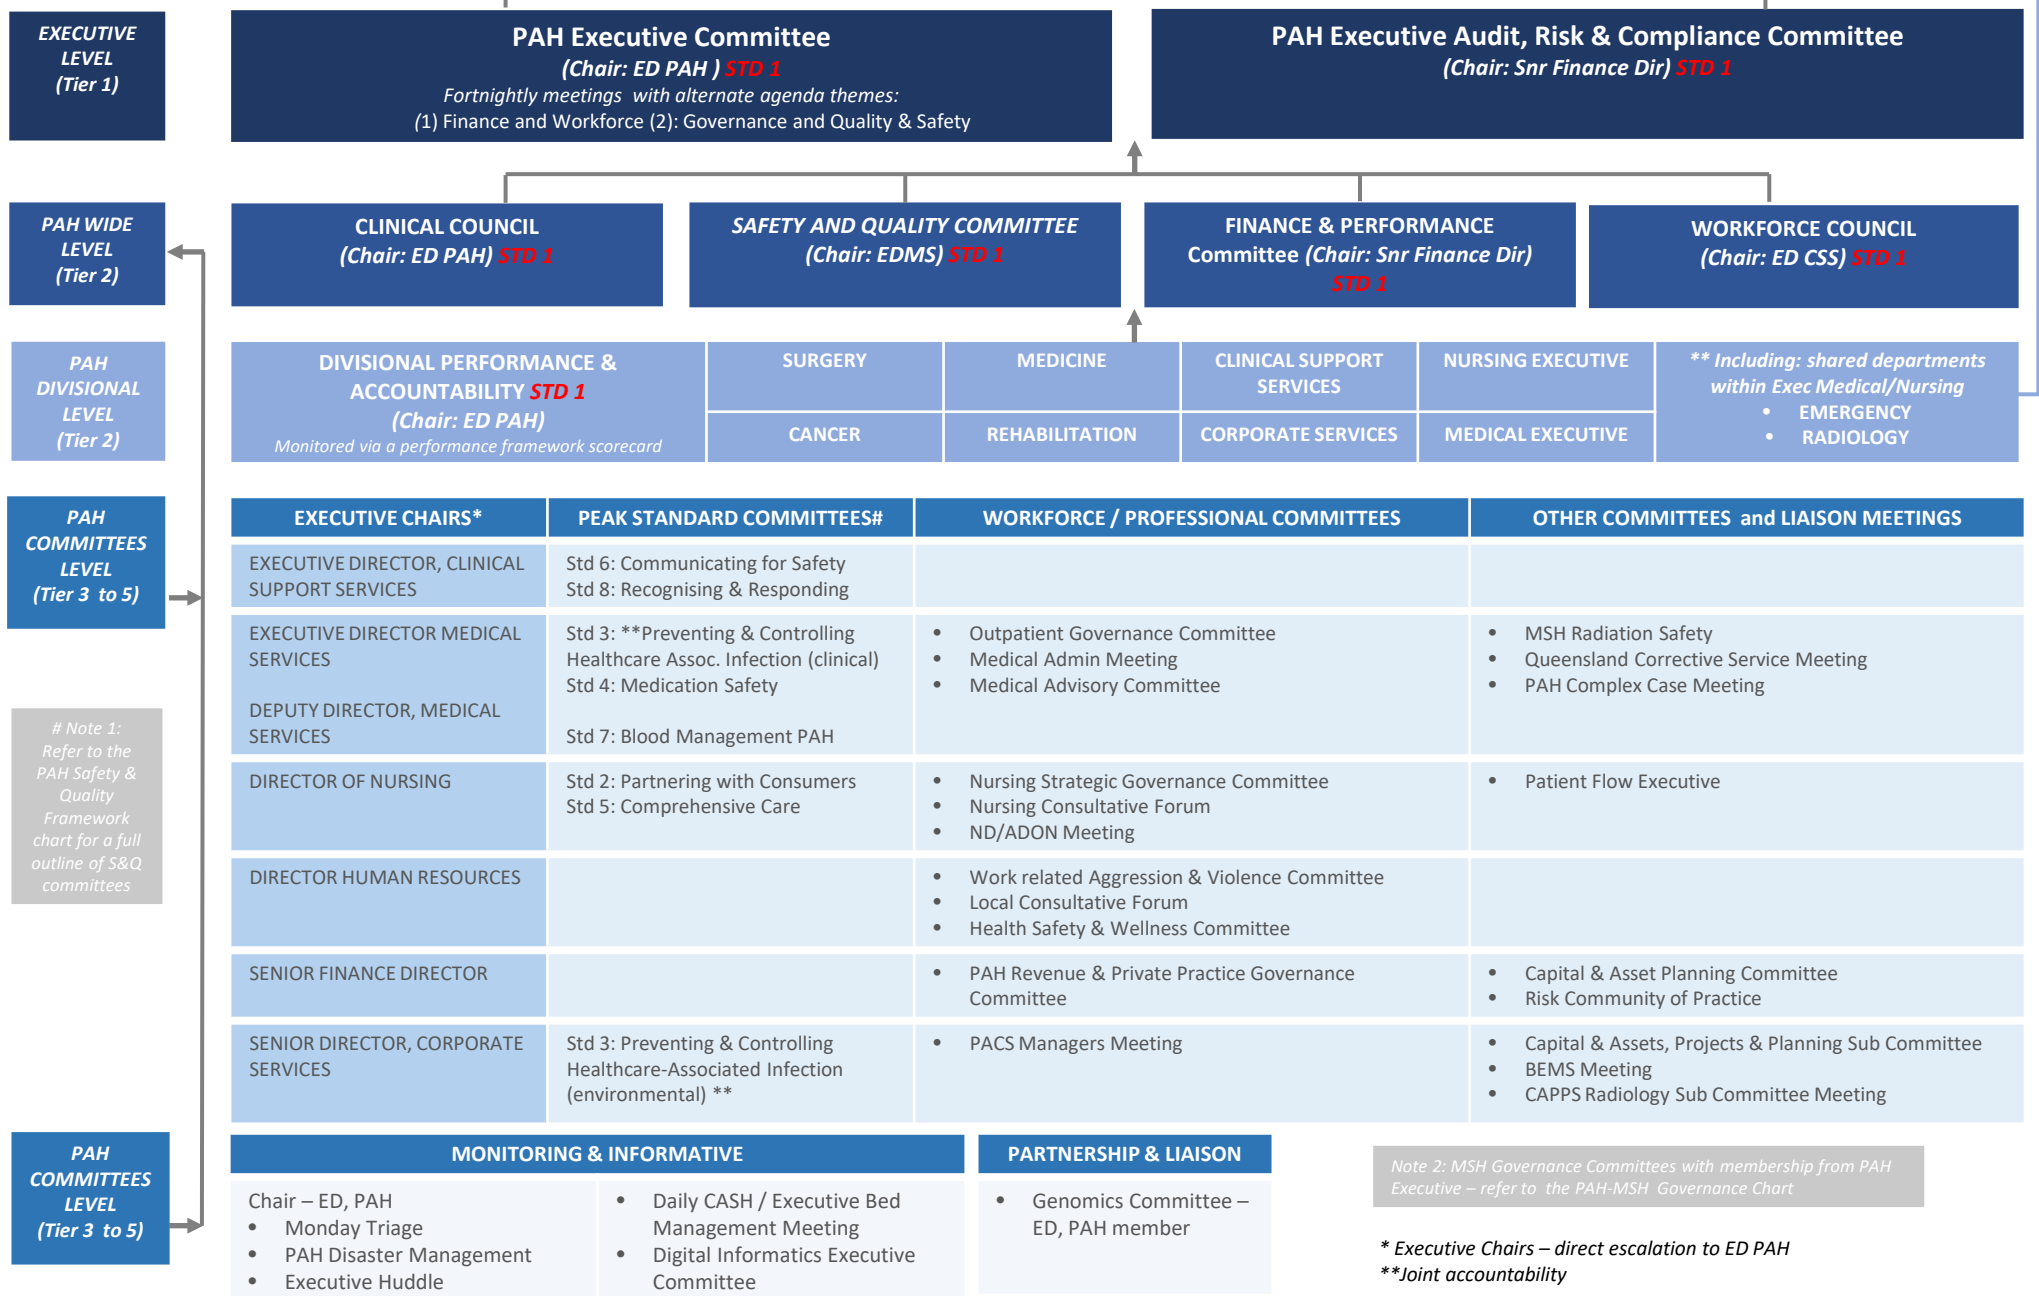 EXECUTIVE
LEVEL
(Tier 1)
PAH Executive Committee
(Chair: ED PAH ) STD 1
Fortnightly meetings with alternate agenda themes:
(1) Finance and Workforce (2): Governance and Quality & Safety
PAH Executive Audit, Risk & Compliance Committee
(Chair: Snr Finance Dir) STD 1
PAH WIDE
LEVEL
(Tier 2)
CLINICAL COUNCIL
(Chair: ED PAH) STD 1
SAFETY AND QUALITY COMMITTEE
(Chair: EDMS) STD 1
FINANCE & PERFORMANCE
Committee (Chair: Snr Finance Dir)
STD 1
WORKFORCE COUNCIL
(Chair: ED CSS) STD 1
PAH
DIVISIONAL
LEVEL
(Tier 2)
DIVISIONAL PERFORMANCE &
ACCOUNTABILITY STD 1
(Chair: ED PAH)
Monitored via a performance framework scorecard
SURGERY
MEDICINE
CLINICAL SUPPORT
SERVICES
NURSING EXECUTIVE
CANCER
REHABILITATION
CORPORATE SERVICES
MEDICAL EXECUTIVE
** Including: shared departments
within Exec Medical/Nursing
• EMERGENCY
• RADIOLOGY
PAH
COMMITTEES
LEVEL
(Tier 3 to 5)
EXECUTIVE CHAIRS*
PEAK STANDARD COMMITTEES#
WORKFORCE / PROFESSIONAL COMMITTEES
OTHER COMMITTEES and LIAISON MEETINGS
EXECUTIVE DIRECTOR, CLINICAL
SUPPORT SERVICES
Std 6: Communicating for Safety
Std 8: Recognising & Responding
EXECUTIVE DIRECTOR MEDICAL
SERVICES
DEPUTY DIRECTOR, MEDICAL
SERVICES
Std 3: **Preventing & Controlling
Healthcare Assoc. Infection (clinical)
Std 4: Medication Safety
Std 7: Blood Management PAH
• Outpatient Governance Committee
• Medical Admin Meeting
• Medical Advisory Committee
• MSH Radiation Safety
• Queensland Corrective Service Meeting
• PAH Complex Case Meeting
# Note 1:
Refer to the
PAH Safety &
Quality
Framework
chart for a full
outline of S&Q
committees
DIRECTOR OF NURSING
Std 2: Partnering with Consumers
Std 5: Comprehensive Care
• Nursing Strategic Governance Committee
• Nursing Consultative Forum
• ND/ADON Meeting
• Patient Flow Executive
DIRECTOR HUMAN RESOURCES
• Work related Aggression & Violence Committee
• Local Consultative Forum
• Health Safety & Wellness Committee
SENIOR FINANCE DIRECTOR
• PAH Revenue & Private Practice Governance
Committee
• Capital & Asset Planning Committee
• Risk Community of Practice
SENIOR DIRECTOR, CORPORATE
SERVICES
Std 3: Preventing & Controlling
Healthcare-Associated Infection
(environmental) **
• PACS Managers Meeting
• Capital & Assets, Projects & Planning Sub Committee
• BEMS Meeting
• CAPPS Radiology Sub Committee Meeting
PAH
COMMITTEES
LEVEL
(Tier 3 to 5)
MONITORING & INFORMATIVE
Chair – ED, PAH
• Monday Triage
• PAH Disaster Management
• Executive Huddle
• Daily CASH / Executive Bed
Management Meeting
• Digital Informatics Executive
Committee
PARTNERSHIP & LIAISON
• Genomics Committee –
ED, PAH member
Note 2: MSH Governance Committees with membership from PAH
Executive – refer to the PAH-MSH Governance Chart
* Executive Chairs – direct escalation to ED PAH
**Joint accountability